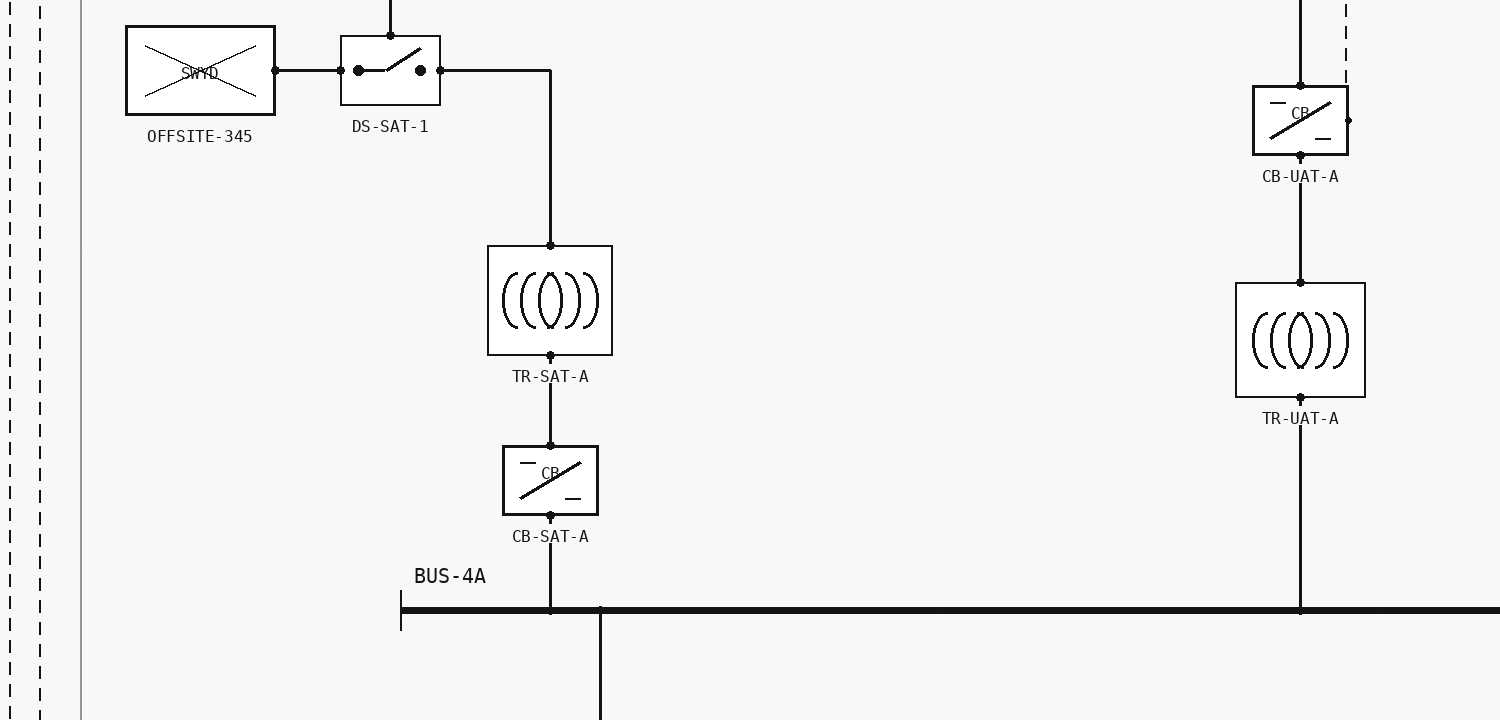 SWYD
OFFSITE-345
DS-SAT-1
CB
CB-UAT-A
TR-SAT-A
TR-UAT-A
CB
CB-SAT-A
BUS-4A